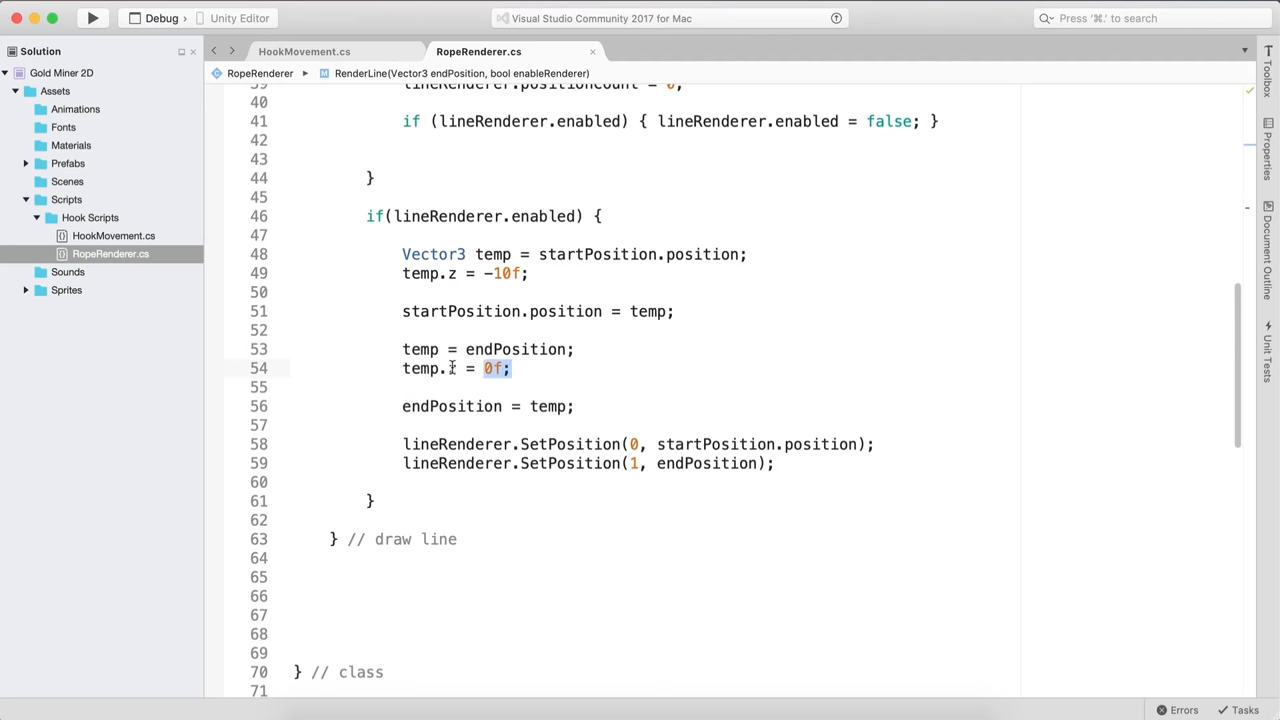 Debug
Unity Editor
Visual Studio Community 2017 for Mac
Press '⌘.' to search
Solution
HookMovement.cs
RopeRenderer.cs
RopeRenderer
RenderLine(Vector3 endPosition, bool enableRenderer)
Gold Miner 2D
Assets
Animations
Fonts
Materials
Prefabs
Scenes
Scripts
Hook Scripts
HookMovement.cs
RopeRenderer.cs
Sounds
Sprites
39 lineRenderer.positionCount = 0;
40
41 if (lineRenderer.enabled) { lineRenderer.enabled = false; }
42
43
44 }
45
46 if(lineRenderer.enabled) {
47
48 Vector3 temp = startPosition.position;
49 temp.z = -10f;
50
51 startPosition.position = temp;
52
53 temp = endPosition;
54 temp.z = 0f;
55
56 endPosition = temp;
57
58 lineRenderer.SetPosition(0, startPosition.position);
59 lineRenderer.SetPosition(1, endPosition);
60
61 }
62
63 } // draw line
64
65
66
67
68
69
70 } // class
71
Toolbox
Properties
Document Outline
Unit Tests
Errors
Tasks